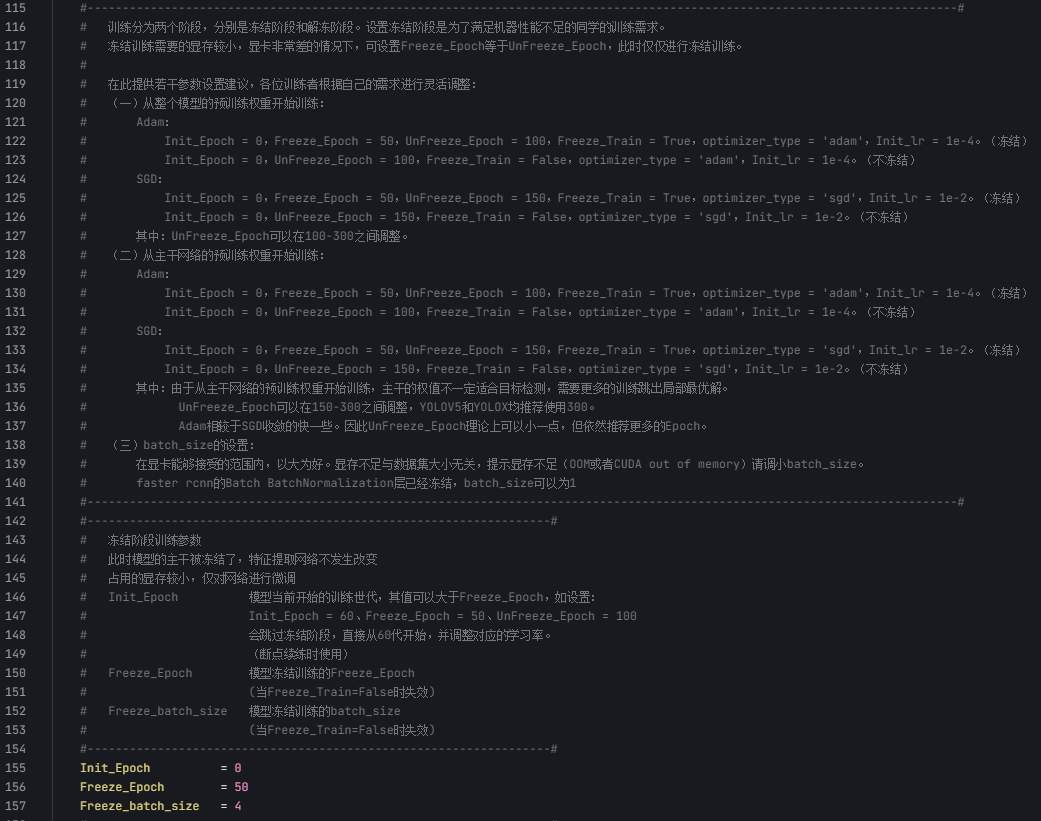 115 #----------------------------------------------------------------------------------------------------------------------------#
116 #   训练分为两个阶段，分别是冻结阶段和解冻阶段。设置冻结阶段是为了满足机器性能不足的同学的训练需求。
117 #   冻结训练需要的显存较小，显卡非常差的情况下，可设置Freeze_Epoch等于UnFreeze_Epoch，此时仅仅进行冻结训练。
118 #
119 #   在此提供若干参数设置建议，各位训练者根据自己的需求进行灵活调整：
120 #   （一）从整个模型的预训练权重开始训练：
121 #       Adam：
122 #           Init_Epoch = 0，Freeze_Epoch = 50，UnFreeze_Epoch = 100，Freeze_Train = True，optimizer_type = 'adam'，Init_lr = 1e-4。（冻结）
123 #           Init_Epoch = 0，UnFreeze_Epoch = 100，Freeze_Train = False，optimizer_type = 'adam'，Init_lr = 1e-4。（不冻结）
124 #       SGD：
125 #           Init_Epoch = 0，Freeze_Epoch = 50，UnFreeze_Epoch = 150，Freeze_Train = True，optimizer_type = 'sgd'，Init_lr = 1e-2。（冻结）
126 #           Init_Epoch = 0，UnFreeze_Epoch = 150，Freeze_Train = False，optimizer_type = 'sgd'，Init_lr = 1e-2。（不冻结）
127 #       其中：UnFreeze_Epoch可以在100-300之间调整。
128 #   （二）从主干网络的预训练权重开始训练：
129 #       Adam：
130 #           Init_Epoch = 0，Freeze_Epoch = 50，UnFreeze_Epoch = 100，Freeze_Train = True，optimizer_type = 'adam'，Init_lr = 1e-4。（冻结）
131 #           Init_Epoch = 0，UnFreeze_Epoch = 100，Freeze_Train = False，optimizer_type = 'adam'，Init_lr = 1e-4。（不冻结）
132 #       SGD：
133 #           Init_Epoch = 0，Freeze_Epoch = 50，UnFreeze_Epoch = 150，Freeze_Train = True，optimizer_type = 'sgd'，Init_lr = 1e-2。（冻结）
134 #           Init_Epoch = 0，UnFreeze_Epoch = 150，Freeze_Train = False，optimizer_type = 'sgd'，Init_lr = 1e-2。（不冻结）
135 #       其中：由于从主干网络的预训练权重开始训练，主干的权值不一定适合目标检测，需要更多的训练跳出局部最优解。
136 #             UnFreeze_Epoch可以在150-300之间调整，YOLOV5和YOLOX均推荐使用300。
137 #             Adam相较于SGD收敛的快一些。因此UnFreeze_Epoch理论上可以小一点，但依然推荐更多的Epoch。
138 #   （三）batch_size的设置：
139 #       在显卡能够接受的范围内，以大为好。显存不足与数据集大小无关，提示显存不足（OOM或者CUDA out of memory）请调小batch_size。
140 #       faster rcnn的Batch BatchNormalization层已经冻结，batch_size可以为1
141 #----------------------------------------------------------------------------------------------------------------------------#
142 #------------------------------------------------------------------#
143 #   冻结阶段训练参数
144 #   此时模型的主干被冻结了，特征提取网络不发生改变
145 #   占用的显存较小，仅对网络进行微调
146 #   Init_Epoch          模型当前开始的训练世代，其值可以大于Freeze_Epoch，如设置：
147 #                       Init_Epoch = 60、Freeze_Epoch = 50、UnFreeze_Epoch = 100
148 #                       会跳过冻结阶段，直接从60代开始，并调整对应的学习率。
149 #                       （断点续练时使用）
150 #   Freeze_Epoch        模型冻结训练的Freeze_Epoch
151 #                       (当Freeze_Train=False时失效)
152 #   Freeze_batch_size   模型冻结训练的batch_size
153 #                       (当Freeze_Train=False时失效)
154 #------------------------------------------------------------------#
155 Init_Epoch          = 0
156 Freeze_Epoch        = 50
157 Freeze_batch_size   = 4